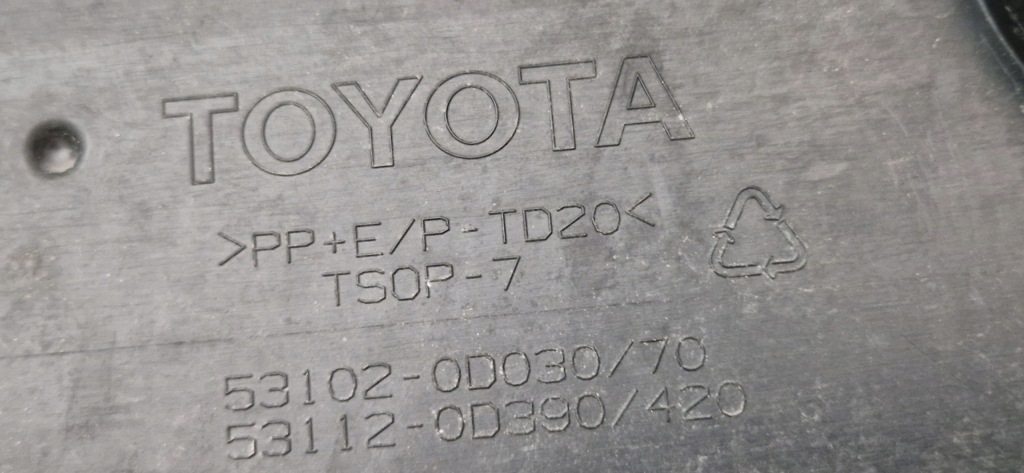 TOYOTA
>PP+E/P-TD20<
TSOP-7
53102-0D030/70
53112-0D390/420